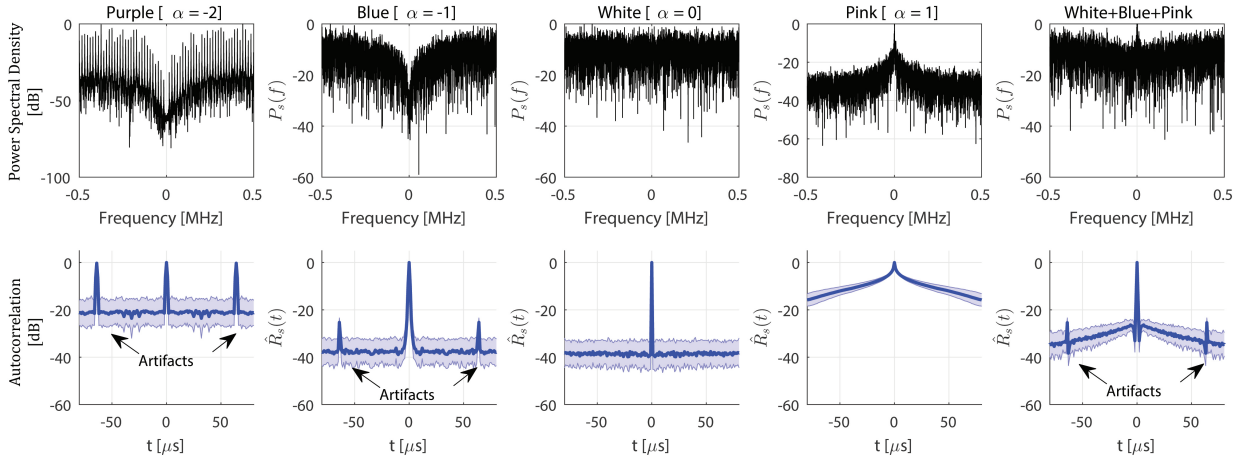 Purple [ α = -2]
Blue [ α = -1]
White [ α = 0]
Pink [ α = 1]
White+Blue+Pink
Power Spectral Density
[dB]
0
-50
-100
-0.5
0
0.5
Frequency [MHz]
P_s(f)
0
-20
-40
-60
-0.5
0
0.5
Frequency [MHz]
P_s(f)
0
-20
-40
-60
-0.5
0
0.5
Frequency [MHz]
P_s(f)
0
-20
-40
-60
-80
-0.5
0
0.5
Frequency [MHz]
P_s(f)
0
-20
-40
-60
-0.5
0
0.5
Frequency [MHz]
Autocorrelation
[dB]
0
-20
-40
-60
Artifacts
-50
0
50
t [μs]
R̂_s(t)
0
-20
-40
-60
Artifacts
-50
0
50
t [μs]
R̂_s(t)
0
-20
-40
-60
-50
0
50
t [μs]
R̂_s(t)
0
-20
-40
-60
-50
0
50
t [μs]
R̂_s(t)
0
-20
-40
-60
Artifacts
-50
0
50
t [μs]